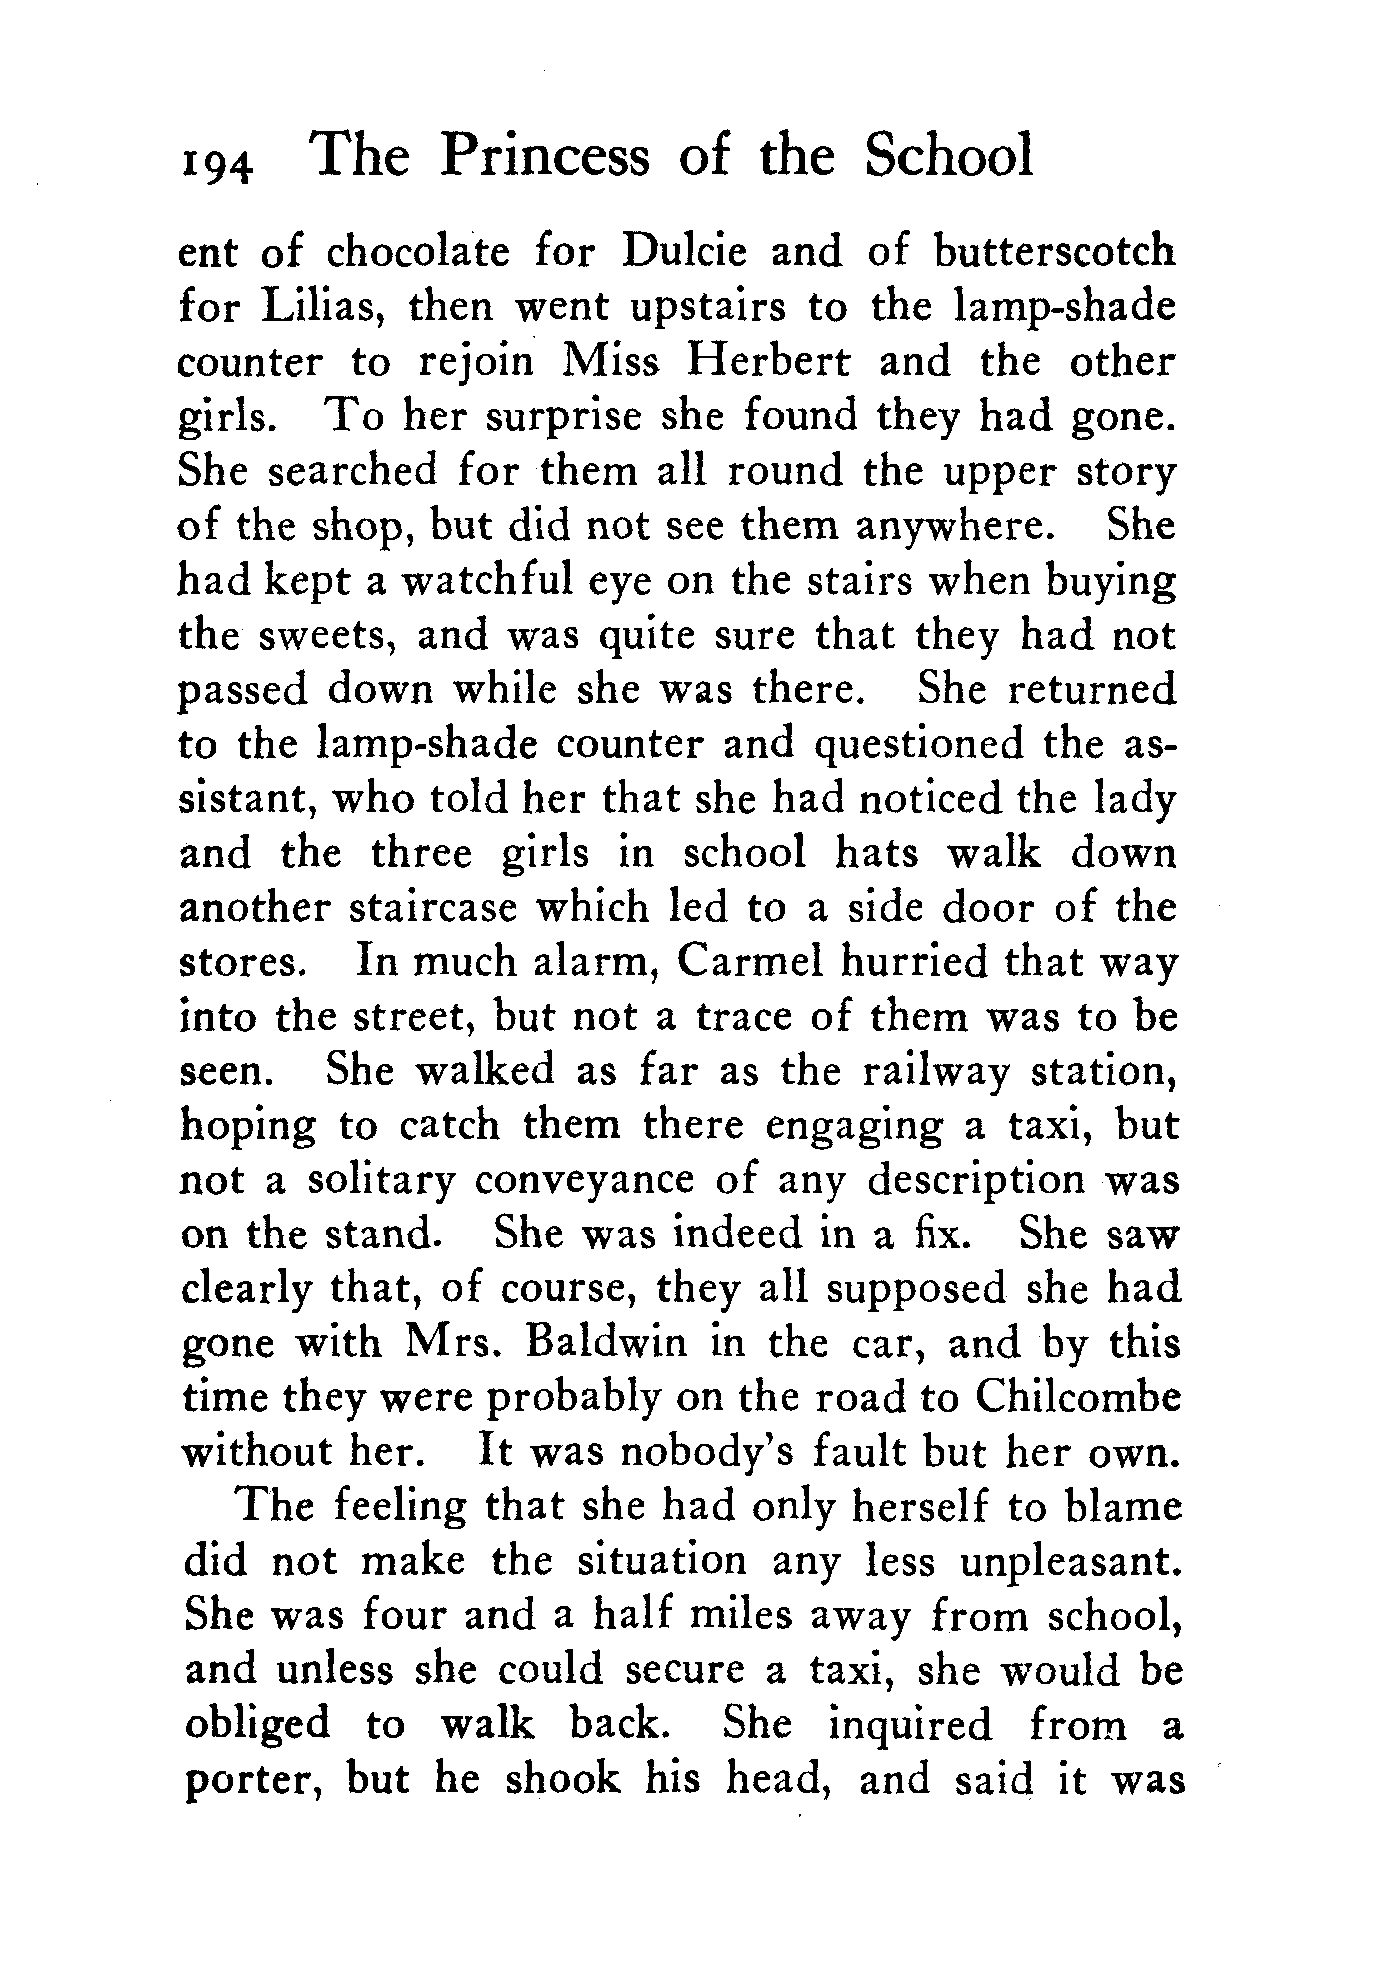 194 The Princess of the School
ent of chocolate for Dulcie and of butterscotch
for Lilias, then went upstairs to the lamp-shade
counter to rejoin Miss Herbert and the other
girls. To her surprise she found they had gone.
She searched for them all round the upper story
of the shop, but did not see them anywhere. She
had kept a watchful eye on the stairs when buying
the sweets, and was quite sure that they had not
passed down while she was there. She returned
to the lamp-shade counter and questioned the as-
sistant, who told her that she had noticed the lady
and the three girls in school hats walk down
another staircase which led to a side door of the
stores. In much alarm, Carmel hurried that way
into the street, but not a trace of them was to be
seen. She walked as far as the railway station,
hoping to catch them there engaging a taxi, but
not a solitary conveyance of any description was
on the stand. She was indeed in a fix. She saw
clearly that, of course, they all supposed she had
gone with Mrs. Baldwin in the car, and by this
time they were probably on the road to Chilcombe
without her. It was nobody's fault but her own.
The feeling that she had only herself to blame
did not make the situation any less unpleasant.
She was four and a half miles away from school,
and unless she could secure a taxi, she would be
obliged to walk back. She inquired from a
porter, but he shook his head, and said it was